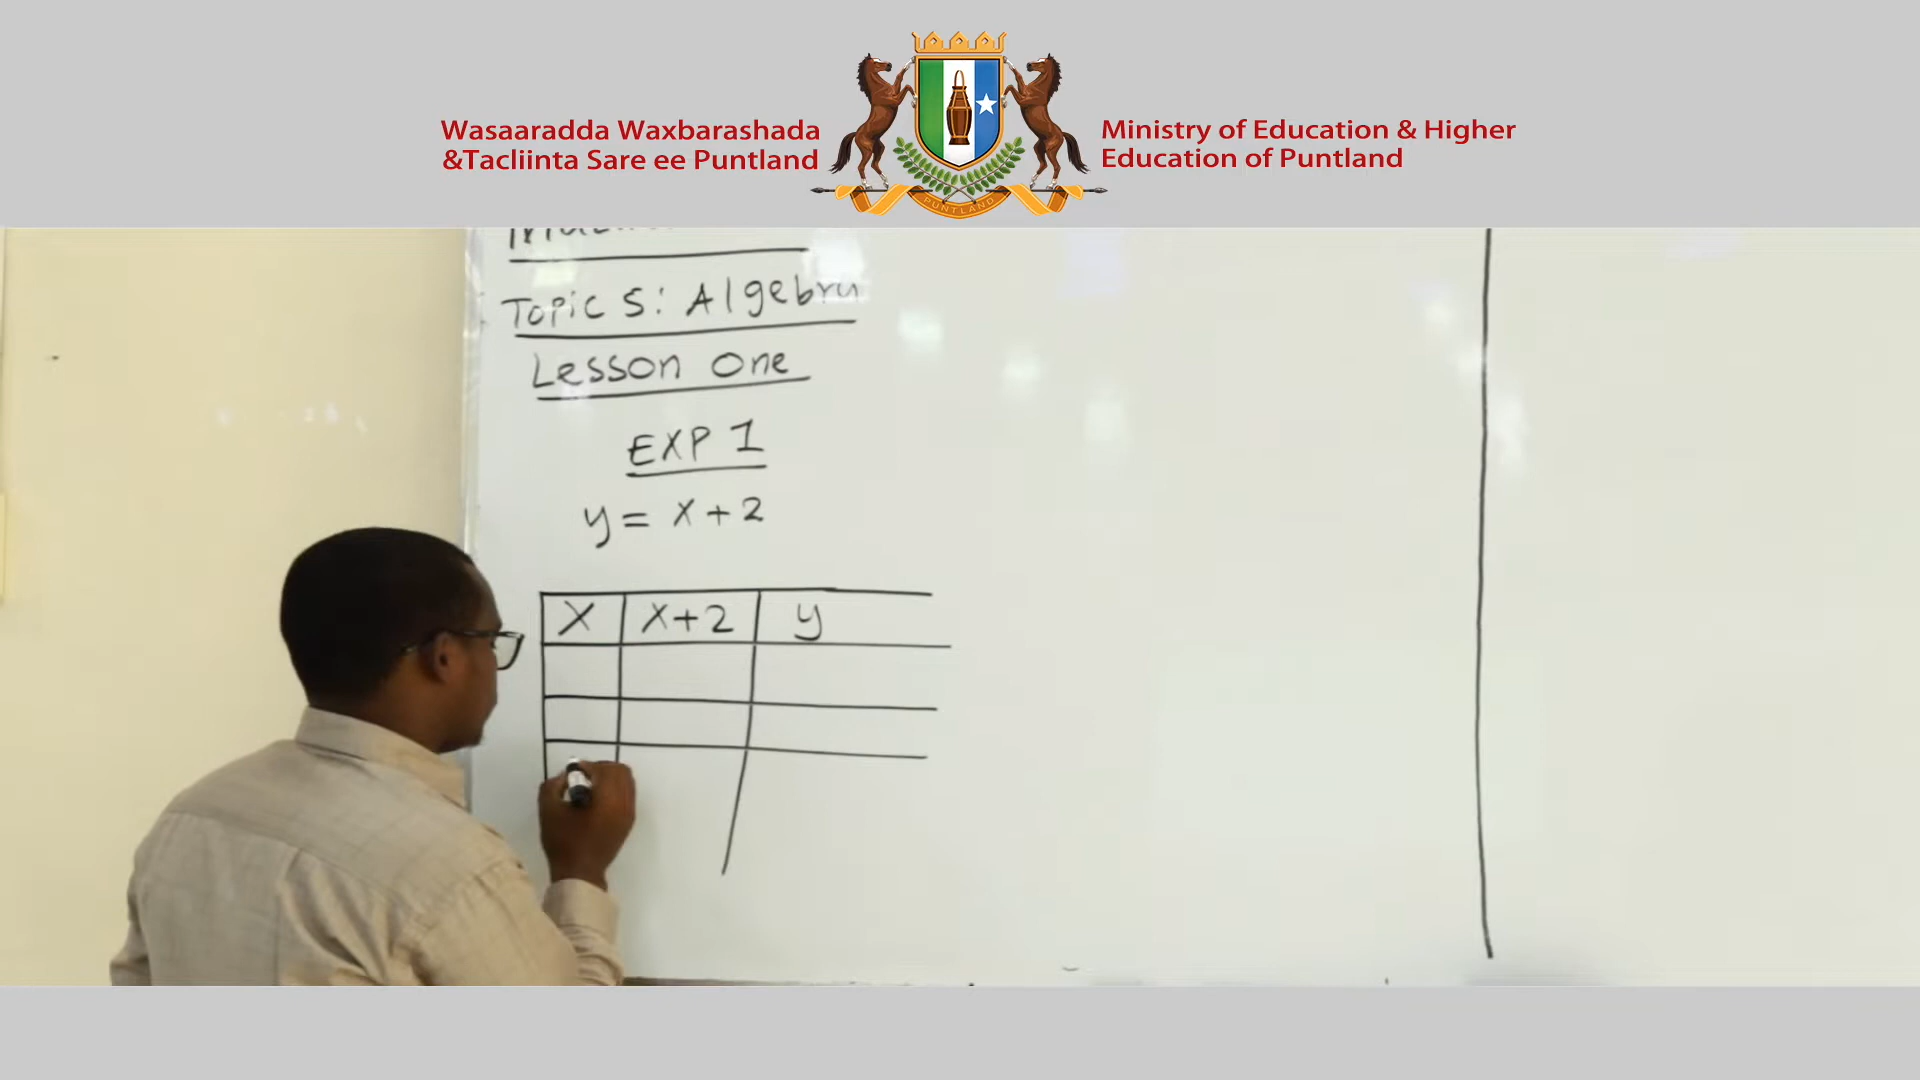 Wasaaradda Waxbarashada
&Tacliinta Sare ee Puntland
Ministry of Education & Higher
Education of Puntland
PUNTLAND
Topic 5: Algebra
Lesson One
EXP 1
y = x + 2
x x+2 y